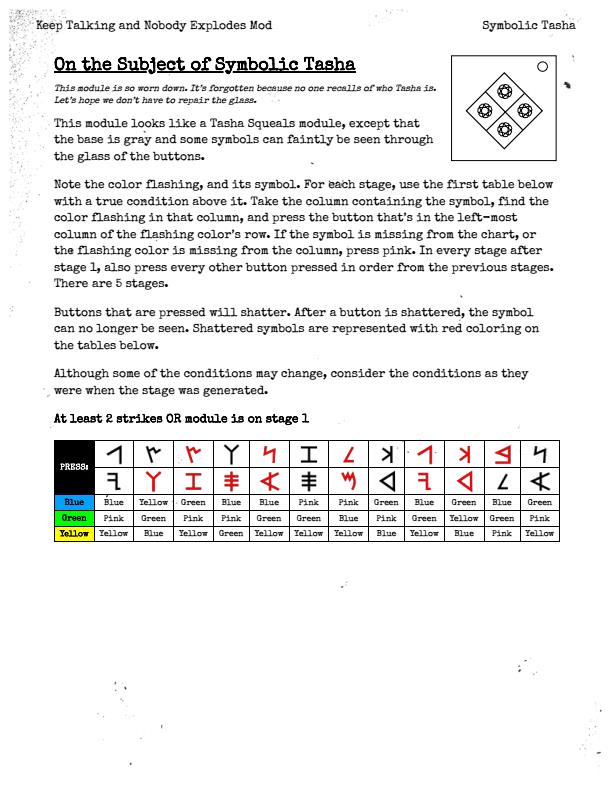 Keep Talking and Nobody Explodes Mod
Symbolic Tasha
On the Subject of Symbolic Tasha
This module is so worn down. It's forgotten because no one recalls of who Tasha is.
Let's hope we don't have to repair the glass.
This module looks like a Tasha Squeals module, except that
the base is gray and some symbols can faintly be seen through
the glass of the buttons.
Note the color flashing, and its symbol. For each stage, use the first table below
with a true condition above it. Take the column containing the symbol, find the
color flashing in that column, and press the button that's in the left-most
column of the flashing color's row. If the symbol is missing from the chart, or
the flashing color is missing from the column, press pink. In every stage after
stage 1, also press every other button pressed in order from the previous stages.
There are 5 stages.
Buttons that are pressed will shatter. After a button is shattered, the symbol
can no longer be seen. Shattered symbols are represented with red coloring on
the tables below.
Although some of the conditions may change, consider the conditions as they
were when the stage was generated.
At least 2 strikes OR module is on stage 1
PRESS:
Blue Blue Yellow Green Blue Blue Pink Pink Green Blue Green Blue Green
Green Pink Green Pink Pink Green Green Blue Pink Green Yellow Green Blue
Yellow Yellow Blue Yellow Green Yellow Yellow Yellow Blue Yellow Blue Pink Yellow